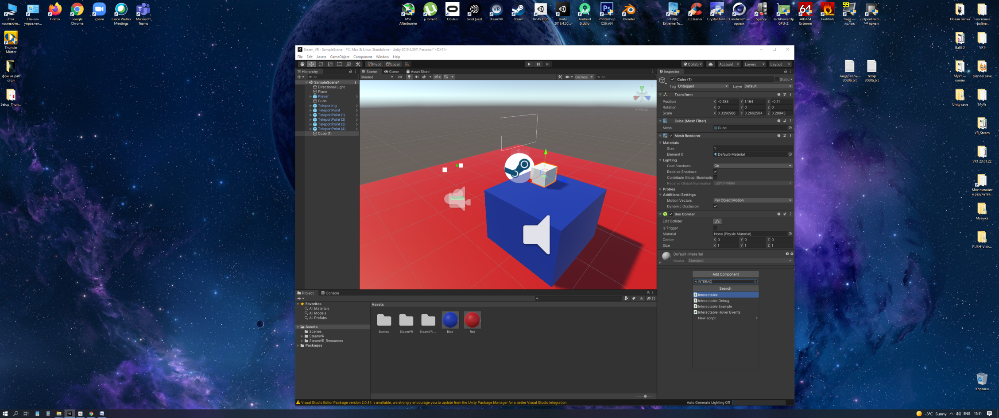 Этот компьюте...
Панель управлен...
Firefox
Google Chrome
Zoom
Cisco Webex Meetings
Microsoft Teams
Thunder Master
фон на раб стол
Setup_Thun...
MSI Afterburner
µTorrent
Oculus
SideQuest
SteamVR
Steam
Unity Hub
Unity 2019.4.30...
Android Studio
Photoshop CS6 x64
blender
Intel(R) Extreme Tu...
CCleaner
CrystalDiskI...
Cinebench — ярлык
Speccy
TechPowerUp GPU-Z
64
AIDA64 Extreme
FurMark
99
fraps — ярлык
OpenHard... — ярлык
Новая папка
Текстовые файлы
Ball3D
VR1
Андерволь... 3060ti.txt
temp 3060ti.txt
MyVr — копия
blender save
Unity save
MyVr
VR_Steam
VR1.23.01.22
Мое питание и результат...
Музыка
PUSH-Vide...
Корзина
Steam_VR - SampleScene - PC, Mac & Linux Standalone - Unity 2019.4.30f1 Personal* <DX11>
File Edit Assets GameObject Component Window Help
Pivot Local
Collab Account Layers Layout
Hierarchy
All
SampleScene*
Directional Light
Plane
Player
Cube
Teleporting
TeleportPoint
TeleportPoint (1)
TeleportPoint (2)
TeleportPoint (3)
TeleportPoint (4)
Cube (1)
Scene Game Asset Store
Shaded 2D 0 Gizmos All
Persp
Inspector
Cube (1) Static
Tag Untagged Layer Default
Transform
Position X -0.183 Y 1.164 Z -0.11
Rotation X 0 Y 0 Z 0
Scale X 0.3296986 Y 0.2662504 Z 0.28843
Cube (Mesh Filter)
Mesh Cube
Mesh Renderer
Materials
Size 1
Element 0 Default-Material
Lighting
Cast Shadows On
Receive Shadows
Contribute Global Illuminatic
Receive Global Illumination Light Probes
Probes
Additional Settings
Motion Vectors Per Object Motion
Dynamic Occlusion
Box Collider
Edit Collider
Is Trigger
Material None (Physic Material)
Center X 0 Y 0 Z 0
Size X 1 Y 1 Z 1
Default-Material
Shader Standard
Add Component
INTERAC
Search
Interactable
Interactable Debug
Interactable Example
Interactable Hover Events
New script
Project Console
11
Favorites
All Materials
All Models
All Prefabs
Assets
Scenes
SteamVR
SteamVR_Resources
Packages
Assets
Scenes
SteamVR
SteamVR_...
Blue
Red
Visual Studio Editor Package version 2.0.14 is available, we strongly encourage you to update from the Unity Package Manager for a better Visual Studio integration
Auto Generate Lighting Off
-3°C Sunny ENG 15:51